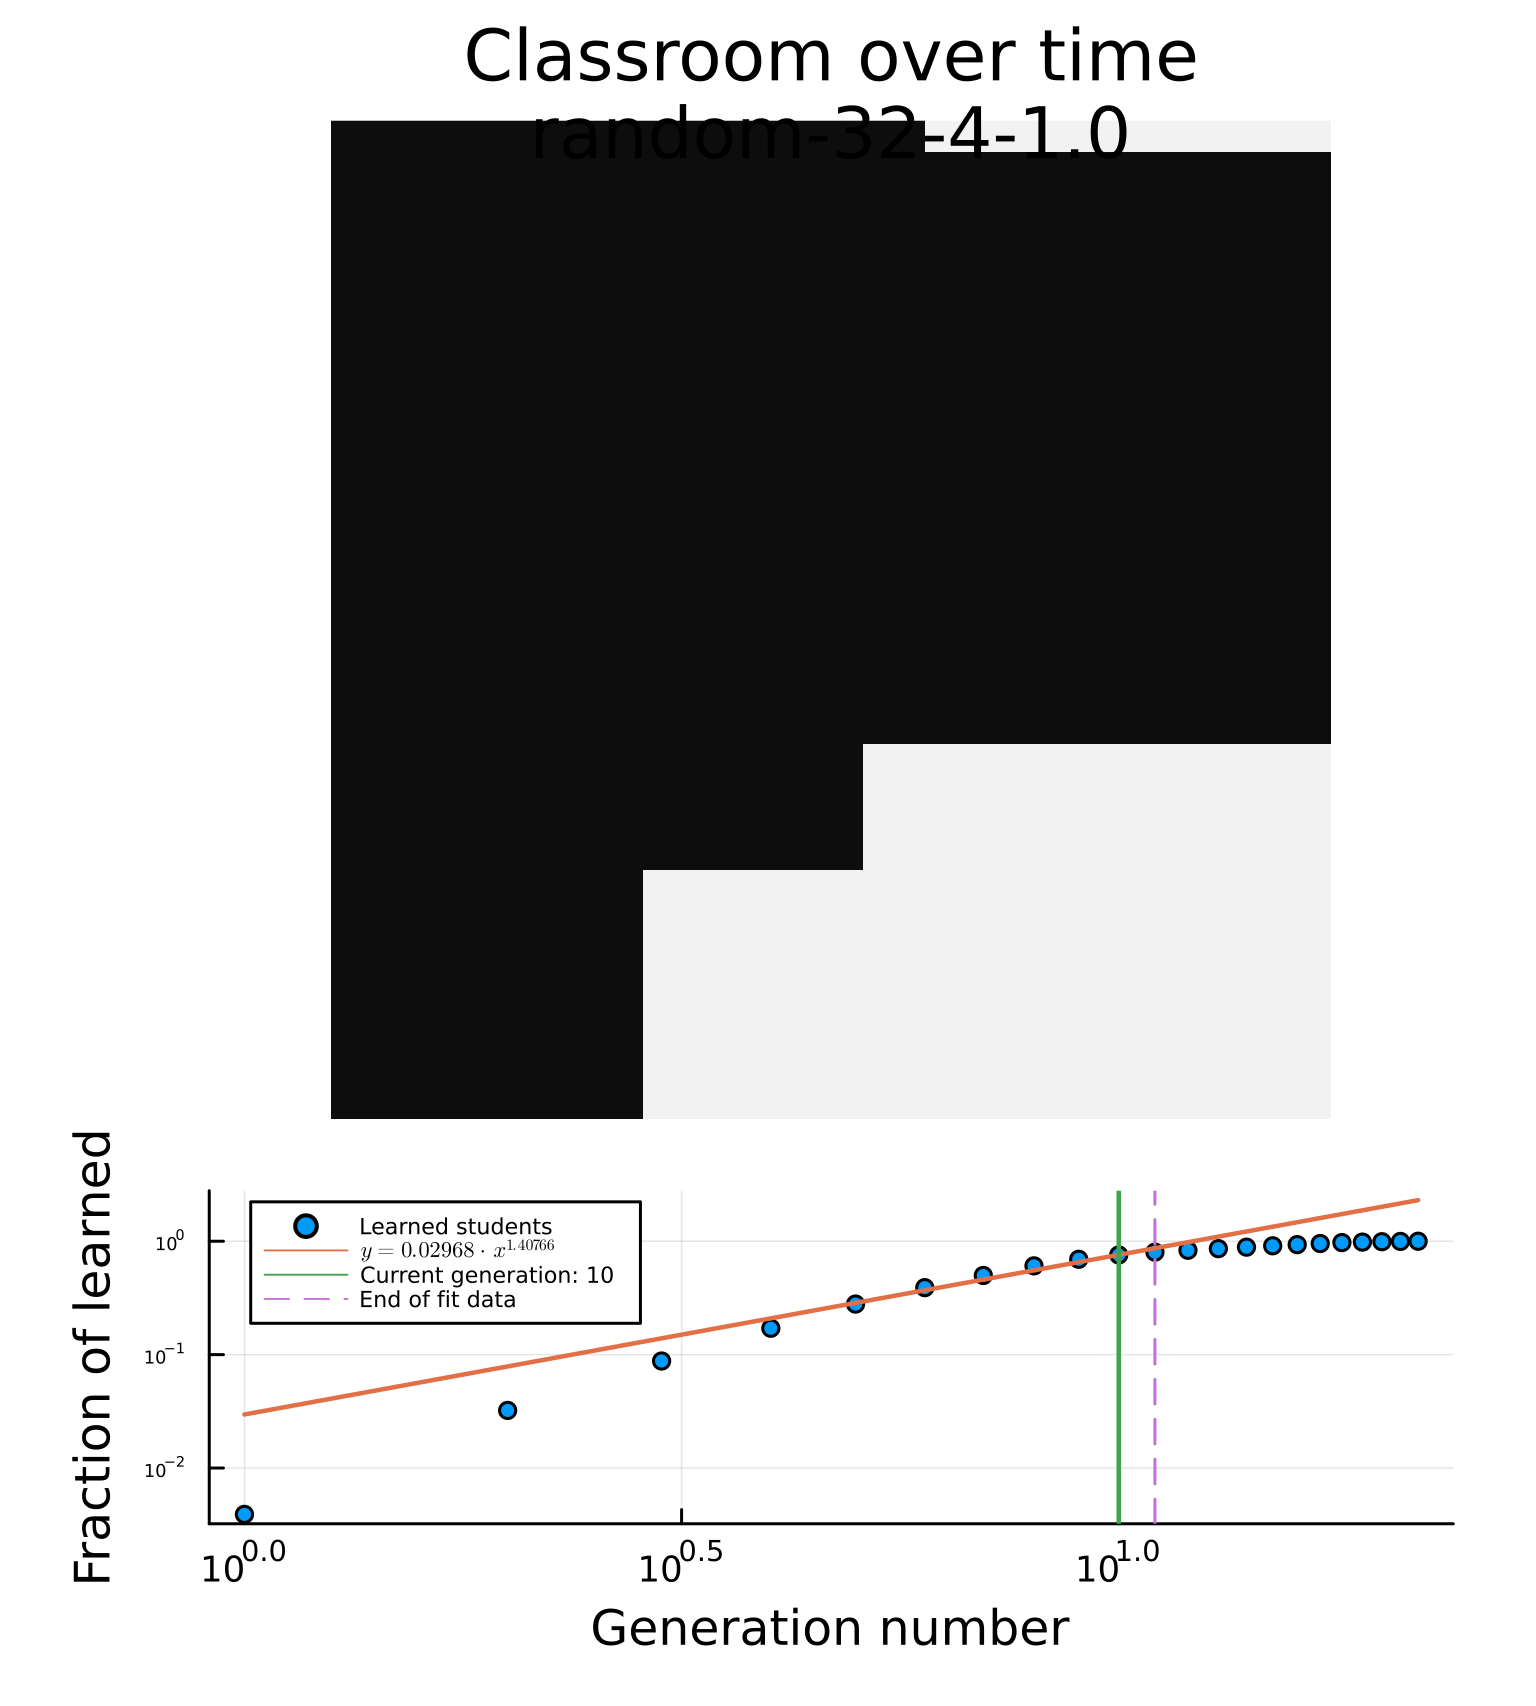 Classroom over time
random-32-4-1.0
Fraction of learned
10⁰
10⁻¹
10⁻²
Learned students
y = 0.02968 · x^1.40766
Current generation: 10
End of fit data
10^0.0
10^0.5
10^1.0
Generation number